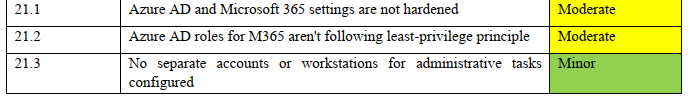 21.1 Azure AD and Microsoft 365 settings are not hardened Moderate
21.2 Azure AD roles for M365 aren't following least-privilege principle Moderate
21.3 No separate accounts or workstations for administrative tasks Minor
configured